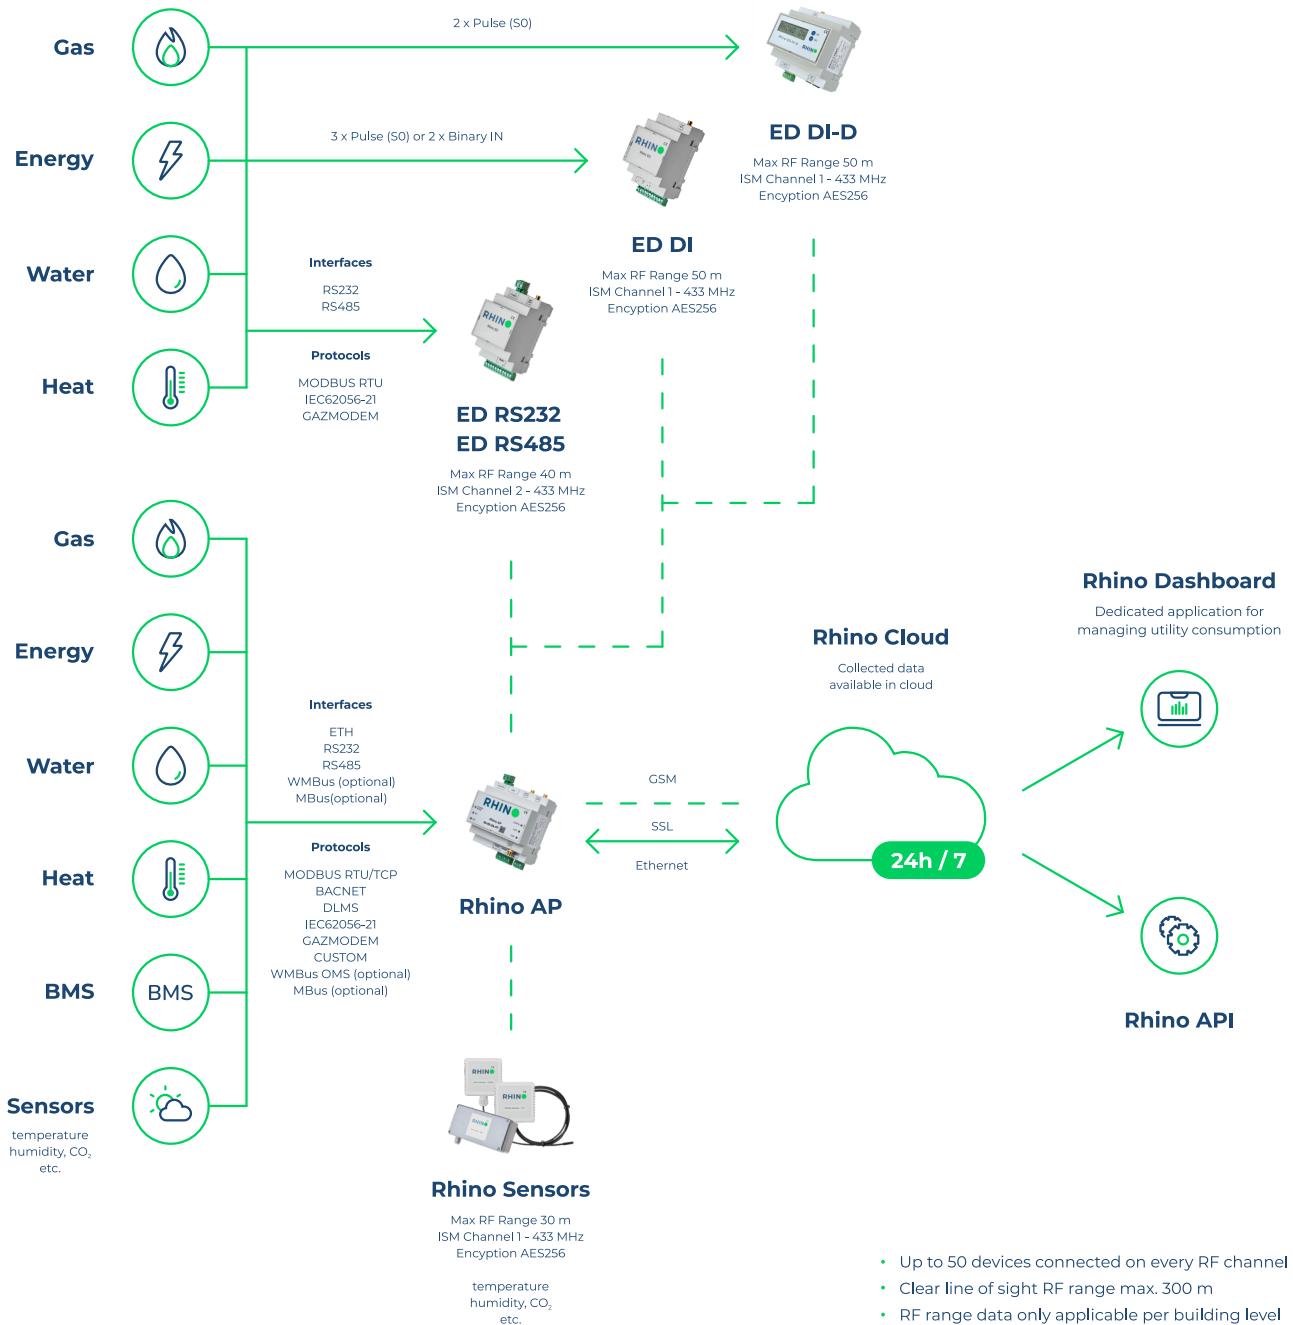 Gas
2 x Pulse (S0)
RHINO
ED DI-D
Max RF Range 50 m
ISM Channel 1 - 433 MHz
Encyption AES256
Energy
3 x Pulse (S0) or 2 x Binary IN
RHINO
ED DI
Max RF Range 50 m
ISM Channel 1 - 433 MHz
Encyption AES256
Water
Heat
Interfaces
RS232
RS485
Protocols
MODBUS RTU
IEC62056-21
GAZMODEM
RHINO
ED RS232
ED RS485
Max RF Range 40 m
ISM Channel 2 - 433 MHz
Encyption AES256
Gas
Energy
Water
Heat
BMS
BMS
Sensors
temperature
humidity, CO₂
etc.
Interfaces
ETH
RS232
RS485
WMBus (optional)
MBus(optional)
Protocols
MODBUS RTU/TCP
BACNET
DLMS
IEC62056-21
GAZMODEM
CUSTOM
WMBus OMS (optional)
MBus (optional)
RHINO
Rhino AP
GSM
SSL
Ethernet
Rhino Cloud
Collected data
available in cloud
24h / 7
Rhino Dashboard
Dedicated application for
managing utility consumption
Rhino API
RHINO
RHINO
RHINO
Rhino Sensors
Max RF Range 30 m
ISM Channel 1 - 433 MHz
Encyption AES256
temperature
humidity, CO₂
etc.
• Up to 50 devices connected on every RF channel
• Clear line of sight RF range max. 300 m
• RF range data only applicable per building level